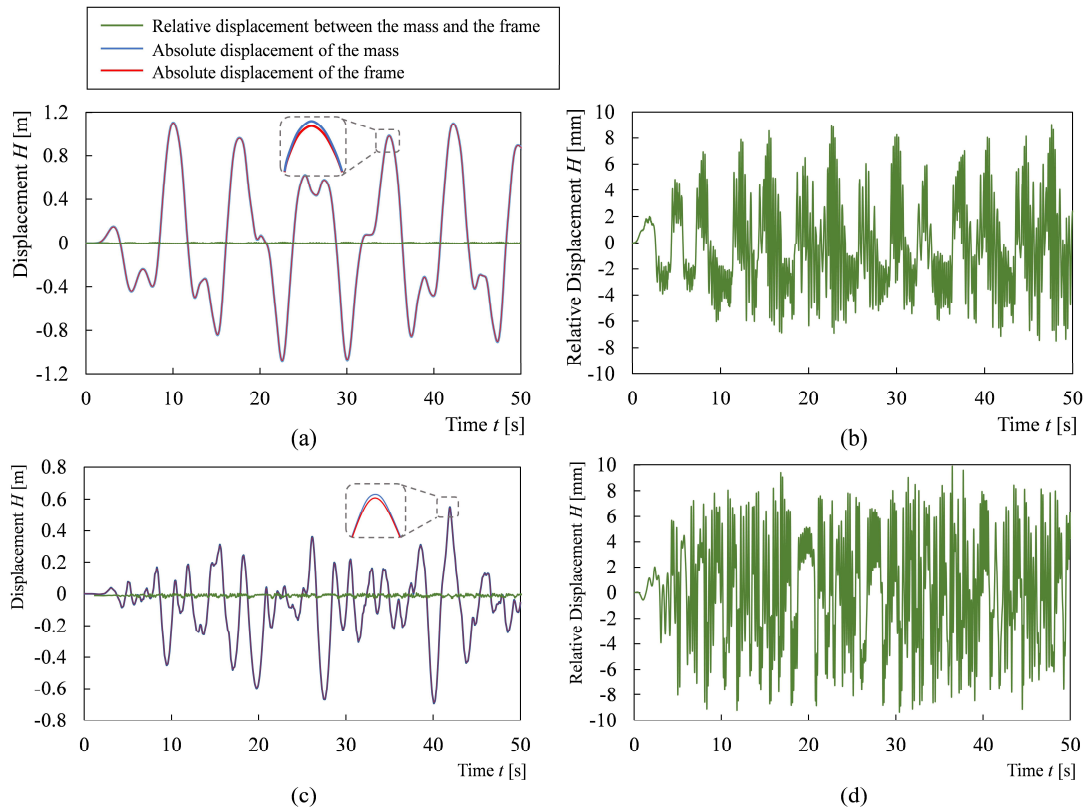 Relative displacement between the mass and the frame
Absolute displacement of the mass
Absolute displacement of the frame
Displacement H [m]
1.2
0.8
0.4
0
-0.4
-0.8
-1.2
0 10 20 30 40 50
Time t [s]
(a)
Relative Displacement H [mm]
10
8
6
4
2
0
-2
-4
-6
-8
-10
0 10 20 30 40 50
Time t [s]
(b)
Displacement H [m]
0.8
0.6
0.4
0.2
0
-0.2
-0.4
-0.6
-0.8
0 10 20 30 40 50
Time t [s]
(c)
Relative Displacement H [mm]
10
8
6
4
2
0
-2
-4
-6
-8
-10
0 10 20 30 40 50
Time t [s]
(d)